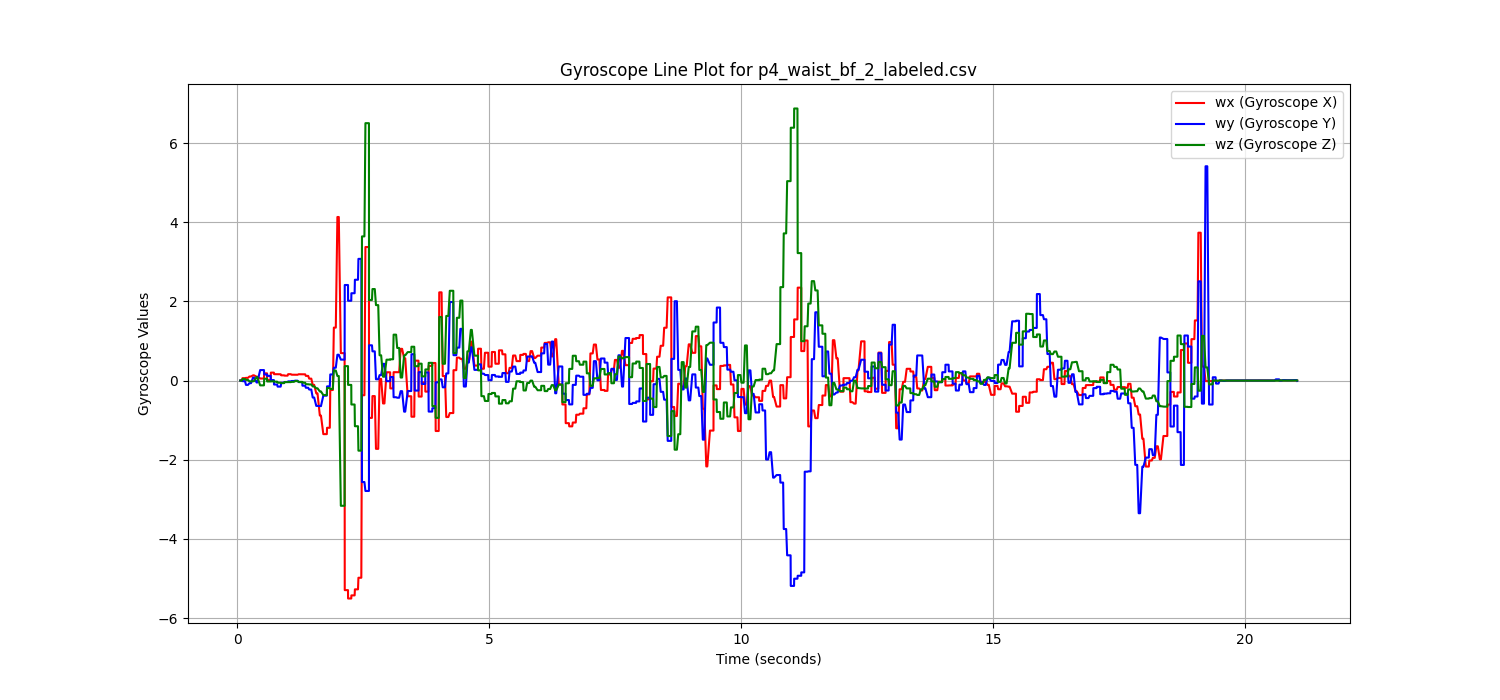 Gyroscope Line Plot for p4_waist_bf_2_labeled.csv
wx (Gyroscope X)
wy (Gyroscope Y)
wz (Gyroscope Z)
Gyroscope Values
6
4
2
0
−2
−4
−6
0 5 10 15 20
Time (seconds)